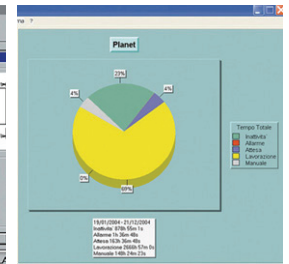 ?
Planet
23%
4%
4%
0%
69%
Tempo Totale
Inattivita'
Allarme
Attesa
Lavorazione
Manuale
19/01/2004 - 21/12/2004
Inattivita' 878h 55m 1s
Allarme 1h 36m 48s
Attesa 163h 36m 48s
Lavorazione 2666h 57m 0s
Manuale 148h 24m 23s